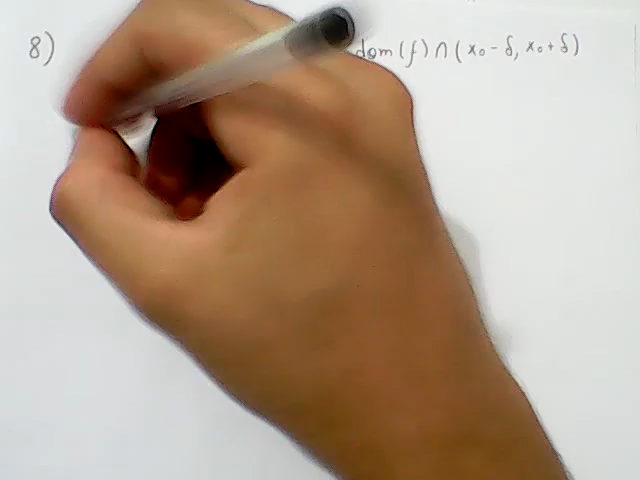 8) dom(f) ∩ (x₀ - δ, x₀ + δ)